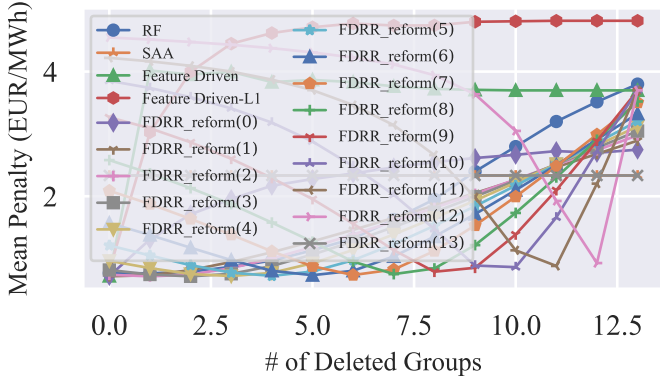 Mean Penalty (EUR/MWh)
4
2
RF
SAA
Feature Driven
Feature Driven-L1
FDRR_reform(0)
FDRR_reform(1)
FDRR_reform(2)
FDRR_reform(3)
FDRR_reform(4)
FDRR_reform(5)
FDRR_reform(6)
FDRR_reform(7)
FDRR_reform(8)
FDRR_reform(9)
FDRR_reform(10)
FDRR_reform(11)
FDRR_reform(12)
FDRR_reform(13)
0.0 2.5 5.0 7.5 10.0 12.5
# of Deleted Groups